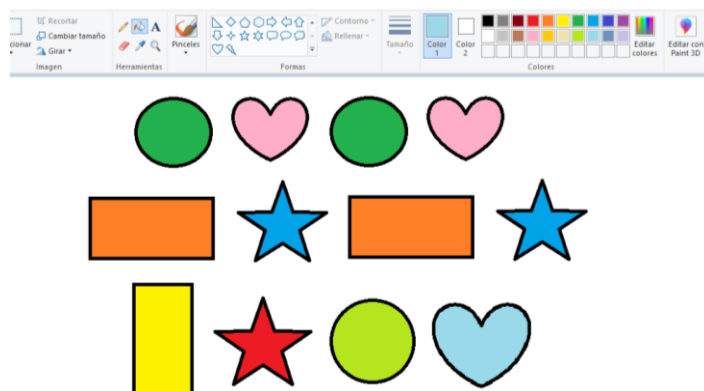 Recortar
Cambiar tamaño
Girar
Imagen
A
Herramientas
Pinceles
Contorno
Rellenar
Formas
Tamaño
Color
1
Color
2
Colores
Editar
colores
Editar con
Paint 3D